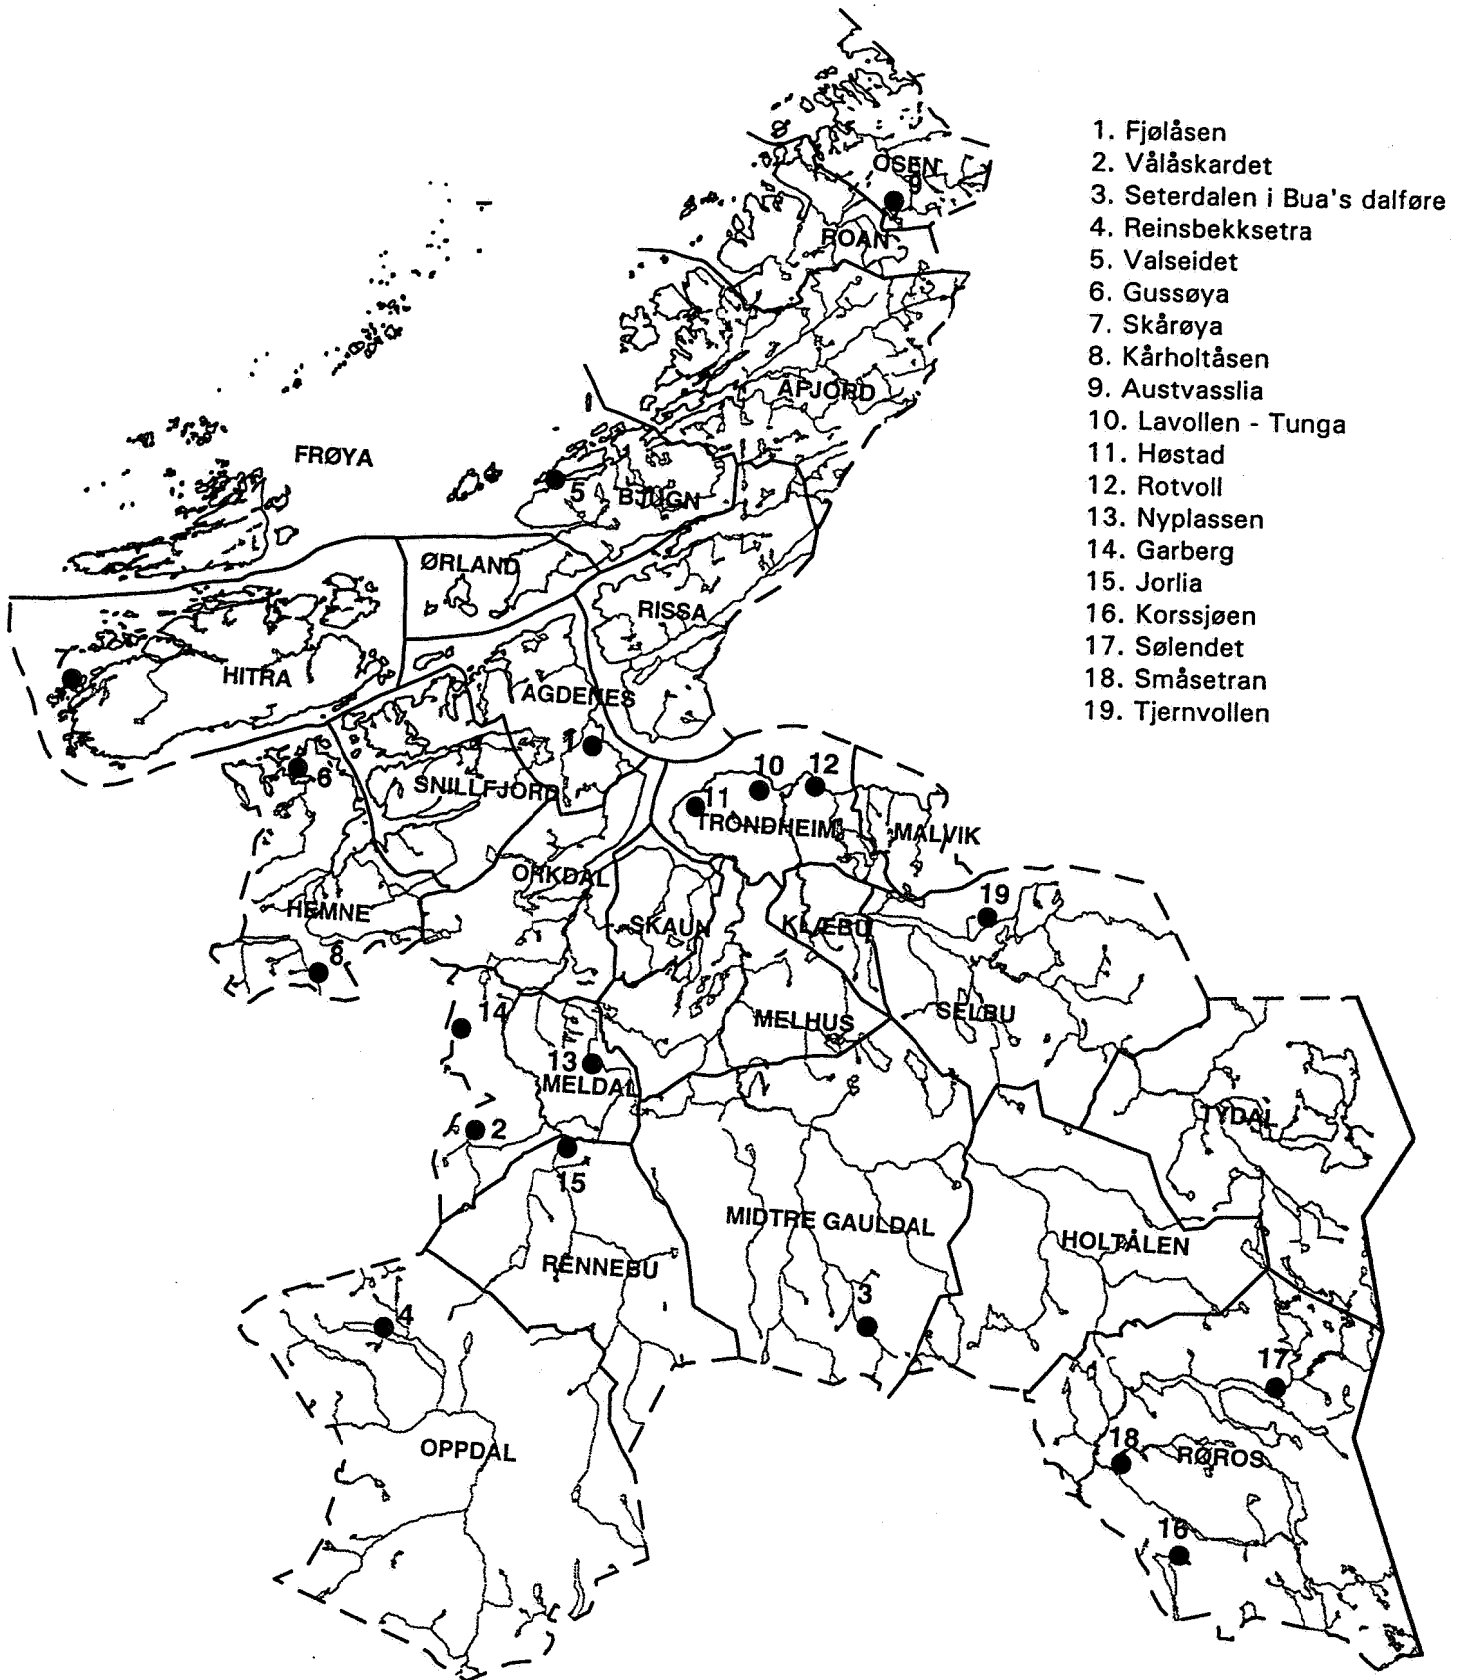 1. Fjølåsen
2. Vålåskardet
3. Seterdalen i Bua's dalføre
4. Reinsbekksetra
5. Valseidet
6. Gussøya
7. Skårøya
8. Kårholtåsen
9. Austvasslia
10. Lavollen - Tunga
11. Høstad
12. Rotvoll
13. Nyplassen
14. Garberg
15. Jorlia
16. Korssjøen
17. Sølendet
18. Småsetran
19. Tjernvollen
OSEN
9
ROAN
ÅFJORD
FRØYA
5
BJUGN
ØRLAND
RISSA
7
HITRA
AGDENES
1
6
SNILLFJORD
10
12
11
TRONDHEIM
MALVIK
ORKDAL
HEMNE
SKAUN
KLÆBU
19
8
14
MELHUS
SELBU
13
MELDAL
TYDAL
2
15
MIDTRE GAULDAL
HOLTÅLEN
RENNEBU
4
3
17
OPPDAL
18
RØROS
16